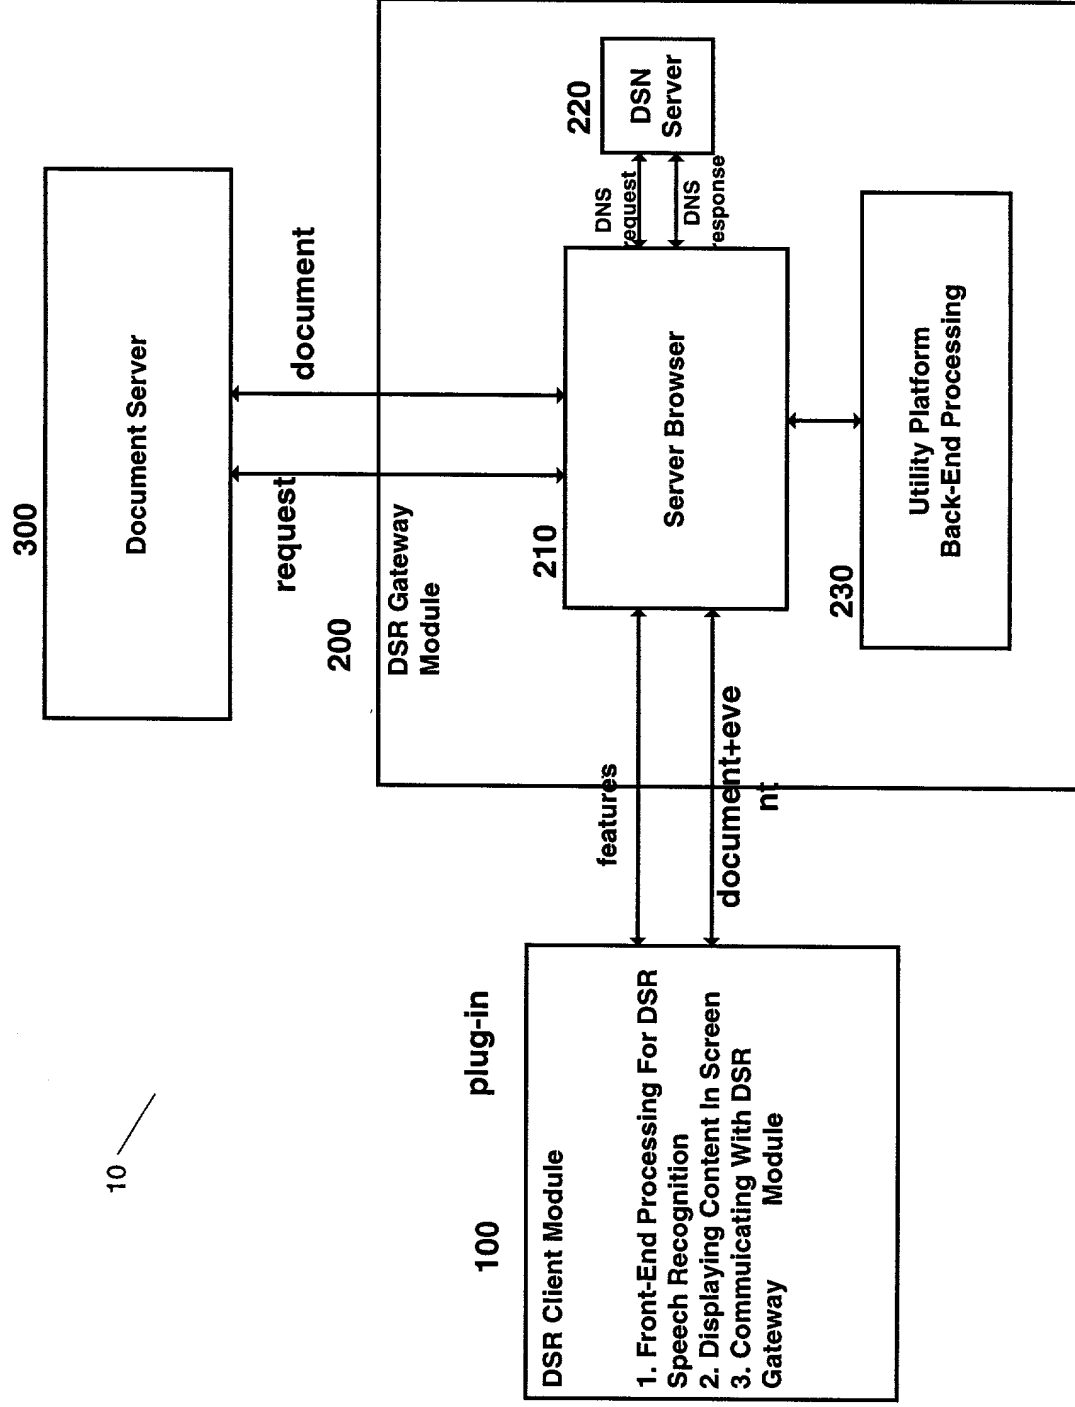 10
100
plug-in
DSR Client Module
1. Front-End Processing For DSR
Speech Recognition
2. Displaying Content In Screen
3. Commuicating With DSR
Gateway Module
features
document+eve
nt
300
Document Server
request
document
200
DSR Gateway
Module
210
Server Browser
DNS
request
DNS
response
220
DSN
Server
230
Utility Platform
Back-End Processing